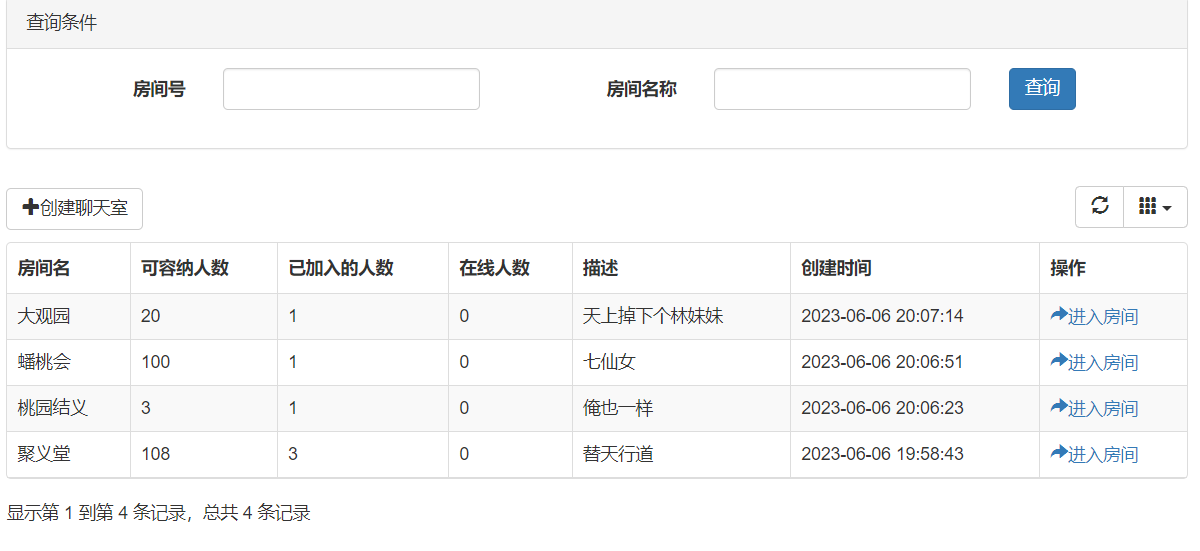 查询条件
房间号 房间名称 查询
创建聊天室
房间名 可容纳人数 已加入的人数 在线人数 描述 创建时间 操作
大观园 20 1 0 天上掉下个林妹妹 2023-06-06 20:07:14 进入房间
蟠桃会 100 1 0 七仙女 2023-06-06 20:06:51 进入房间
桃园结义 3 1 0 俺也一样 2023-06-06 20:06:23 进入房间
聚义堂 108 3 0 替天行道 2023-06-06 19:58:43 进入房间
显示第 1 到第 4 条记录，总共 4 条记录